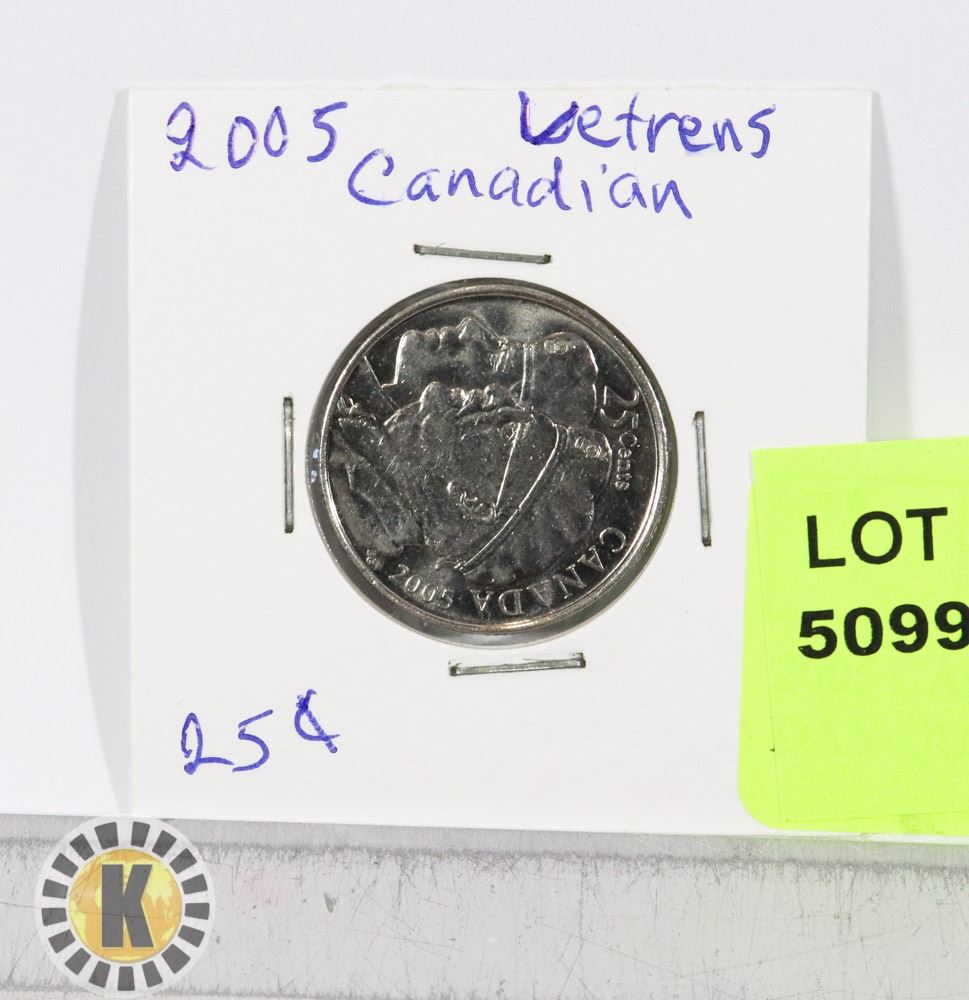 2005 Vetrens
Canadian
25 Cents
CANADA
2005
LOT
5099
25¢
K